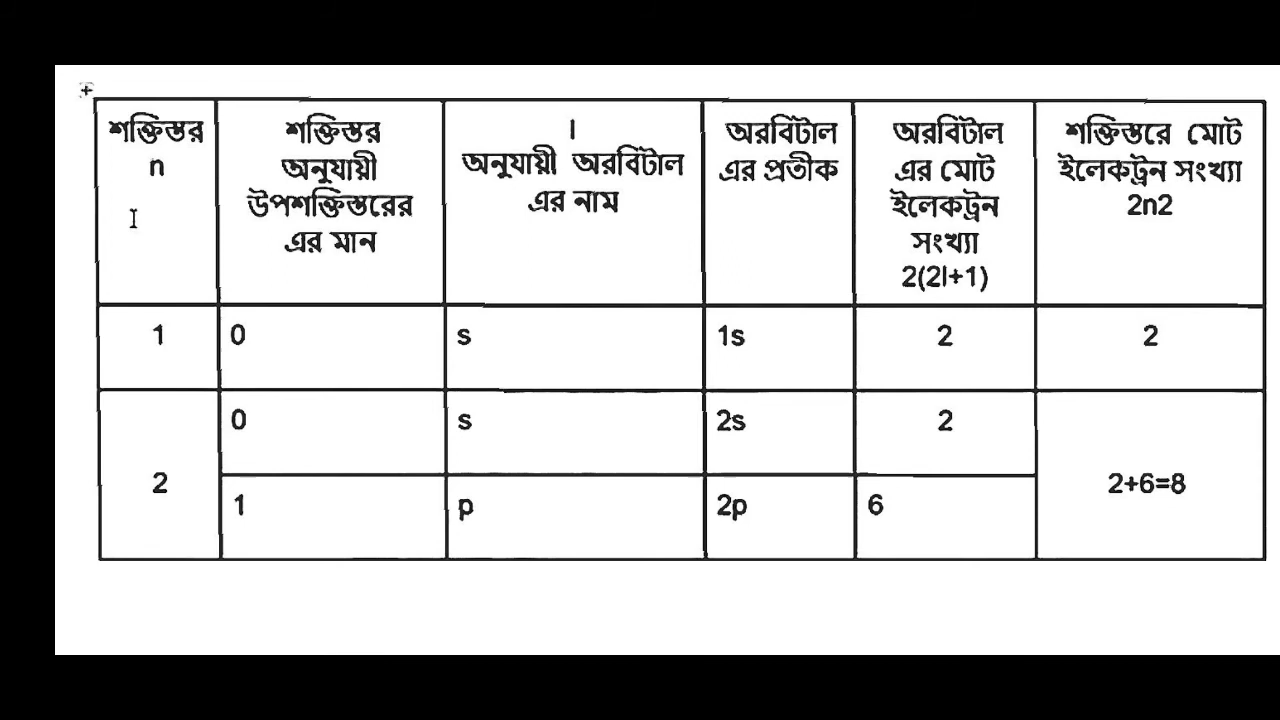 শক্তিস্তর
n
শক্তিস্তর
অনুযায়ী
উপশক্তিস্তরের
এর মান
l
অনুযায়ী অরবিটাল
এর নাম
অরবিটাল
এর প্রতীক
অরবিটাল
এর মোট
ইলেকট্রন
সংখ্যা
2(2l+1)
শক্তিস্তরে মোট
ইলেকট্রন সংখ্যা
2n2
1
0
s
1s
2
2
2
0
s
2s
2
2+6=8
1
p
2p
6